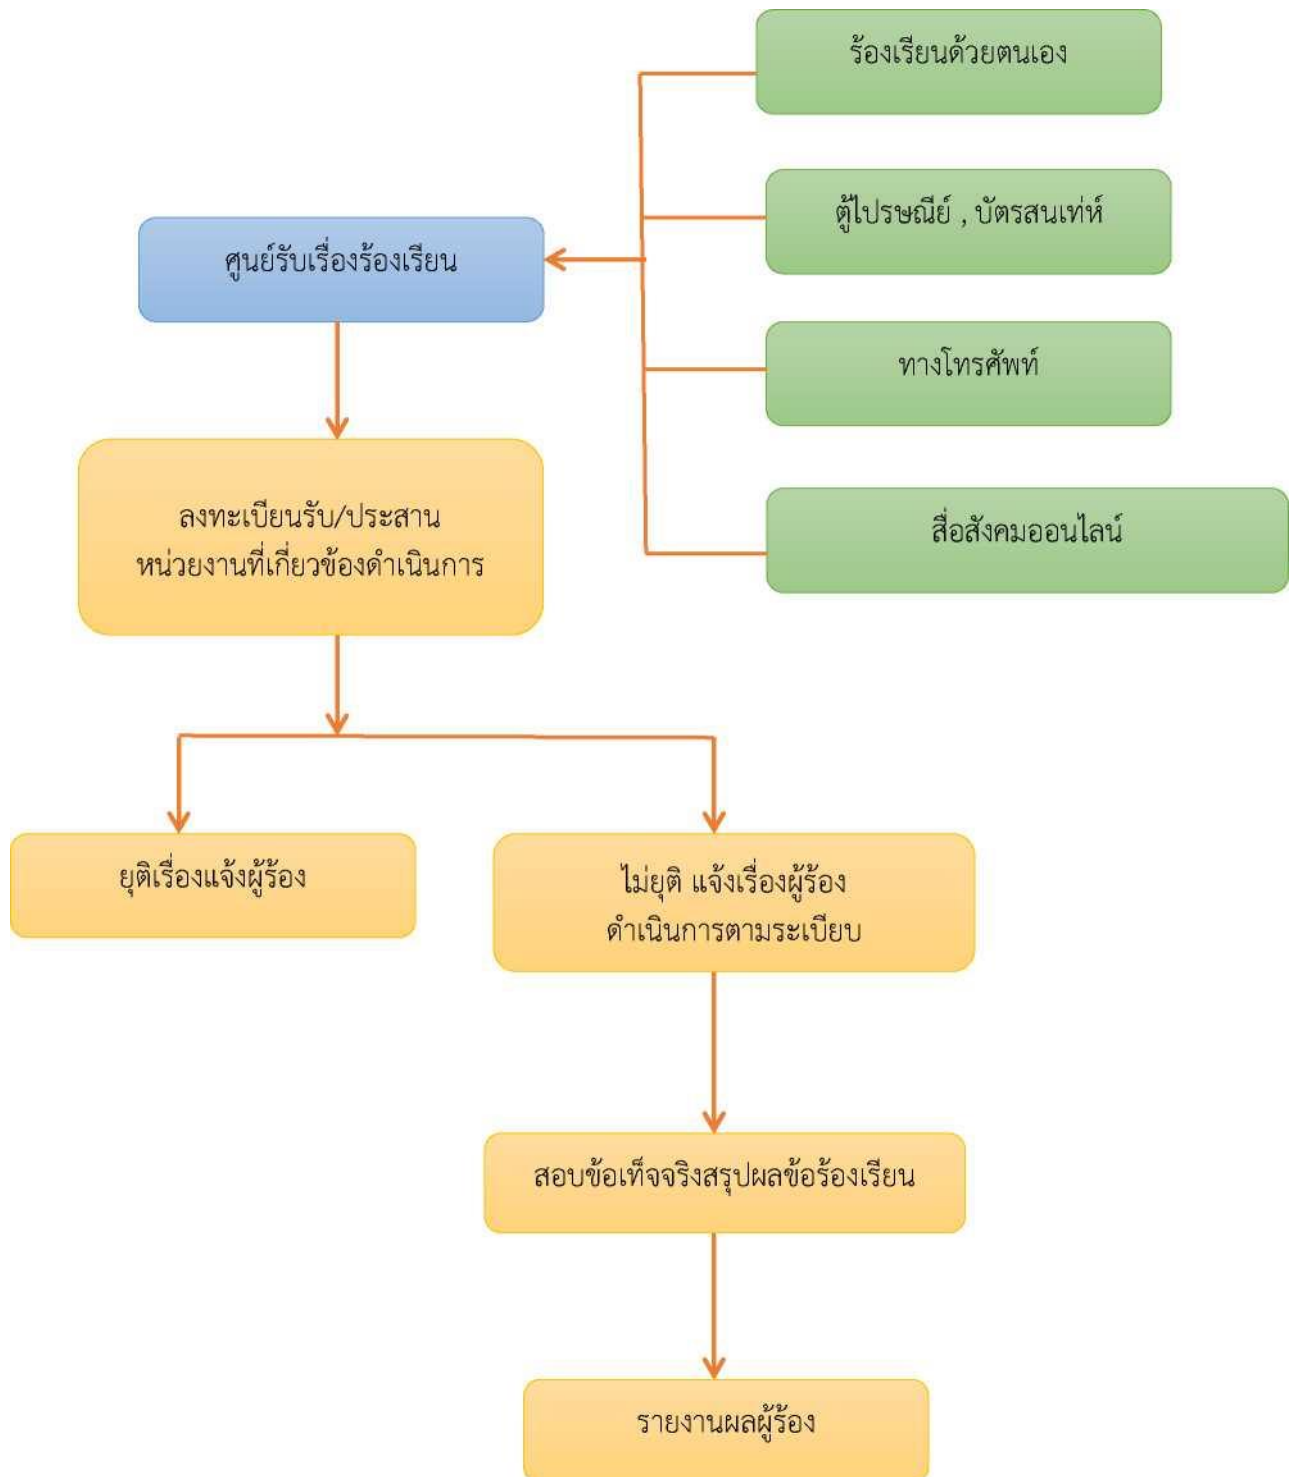 ร้องเรียนด้วยตนเอง
ตู้ไปรษณีย์ , บัตรสนเท่ห์
ศูนย์รับเรื่องร้องเรียน
ทางโทรศัพท์
ลงทะเบียนรับ/ประสาน
หน่วยงานที่เกี่ยวข้องดำเนินการ
สื่อสังคมออนไลน์
ยุติเรื่องแจ้งผู้ร้อง
ไม่ยุติ แจ้งเรื่องผู้ร้อง
ดำเนินการตามระเบียบ
สอบข้อเท็จจริงสรุปผลข้อร้องเรียน
รายงานผลผู้ร้อง